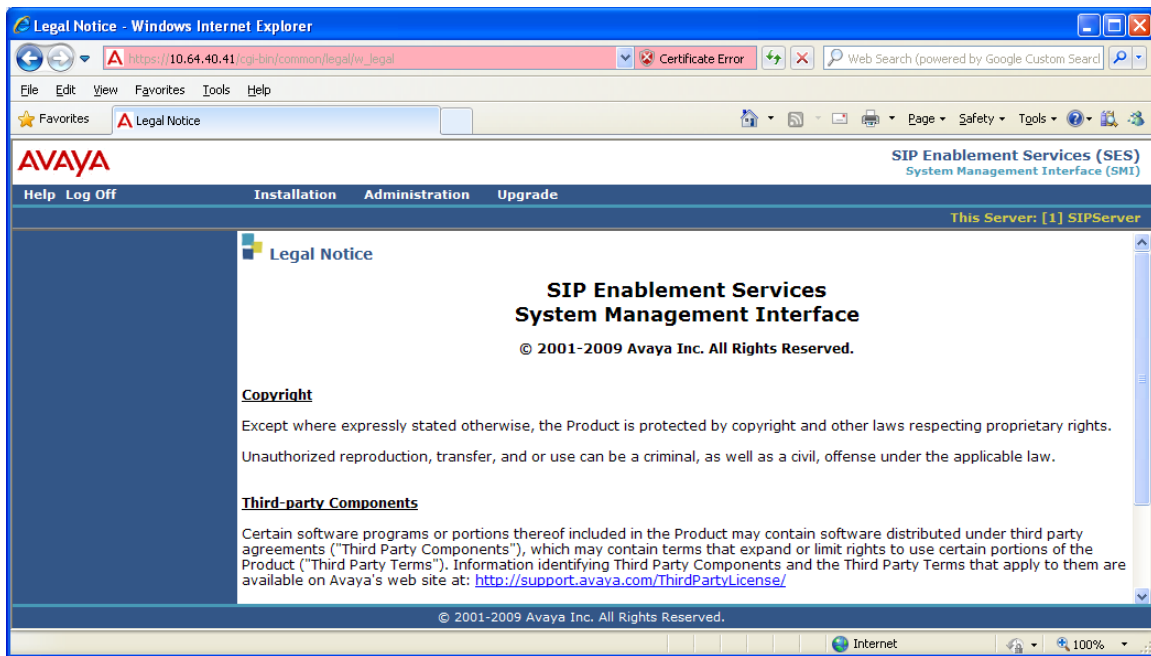 Legal Notice - Windows Internet Explorer
https://10.64.40.41/cgi-bin/common/legal/w_legal
Certificate Error
Web Search (powered by Google Custom Search
File Edit View Favorites Tools Help
Favorites
Legal Notice
Page Safety Tools
AVAYA
SIP Enablement Services (SES)
System Management Interface (SMI)
Help Log Off Installation Administration Upgrade
This Server: [1] SIPServer
Legal Notice
SIP Enablement Services
System Management Interface
© 2001-2009 Avaya Inc. All Rights Reserved.
Copyright
Except where expressly stated otherwise, the Product is protected by copyright and other laws respecting proprietary rights.
Unauthorized reproduction, transfer, and or use can be a criminal, as well as a civil, offense under the applicable law.
Third-party Components
Certain software programs or portions thereof included in the Product may contain software distributed under third party
agreements ("Third Party Components"), which may contain terms that expand or limit rights to use certain portions of the
Product ("Third Party Terms"). Information identifying Third Party Components and the Third Party Terms that apply to them are
available on Avaya's web site at: http://support.avaya.com/ThirdPartyLicense/
© 2001-2009 Avaya Inc. All Rights Reserved.
Internet
100%